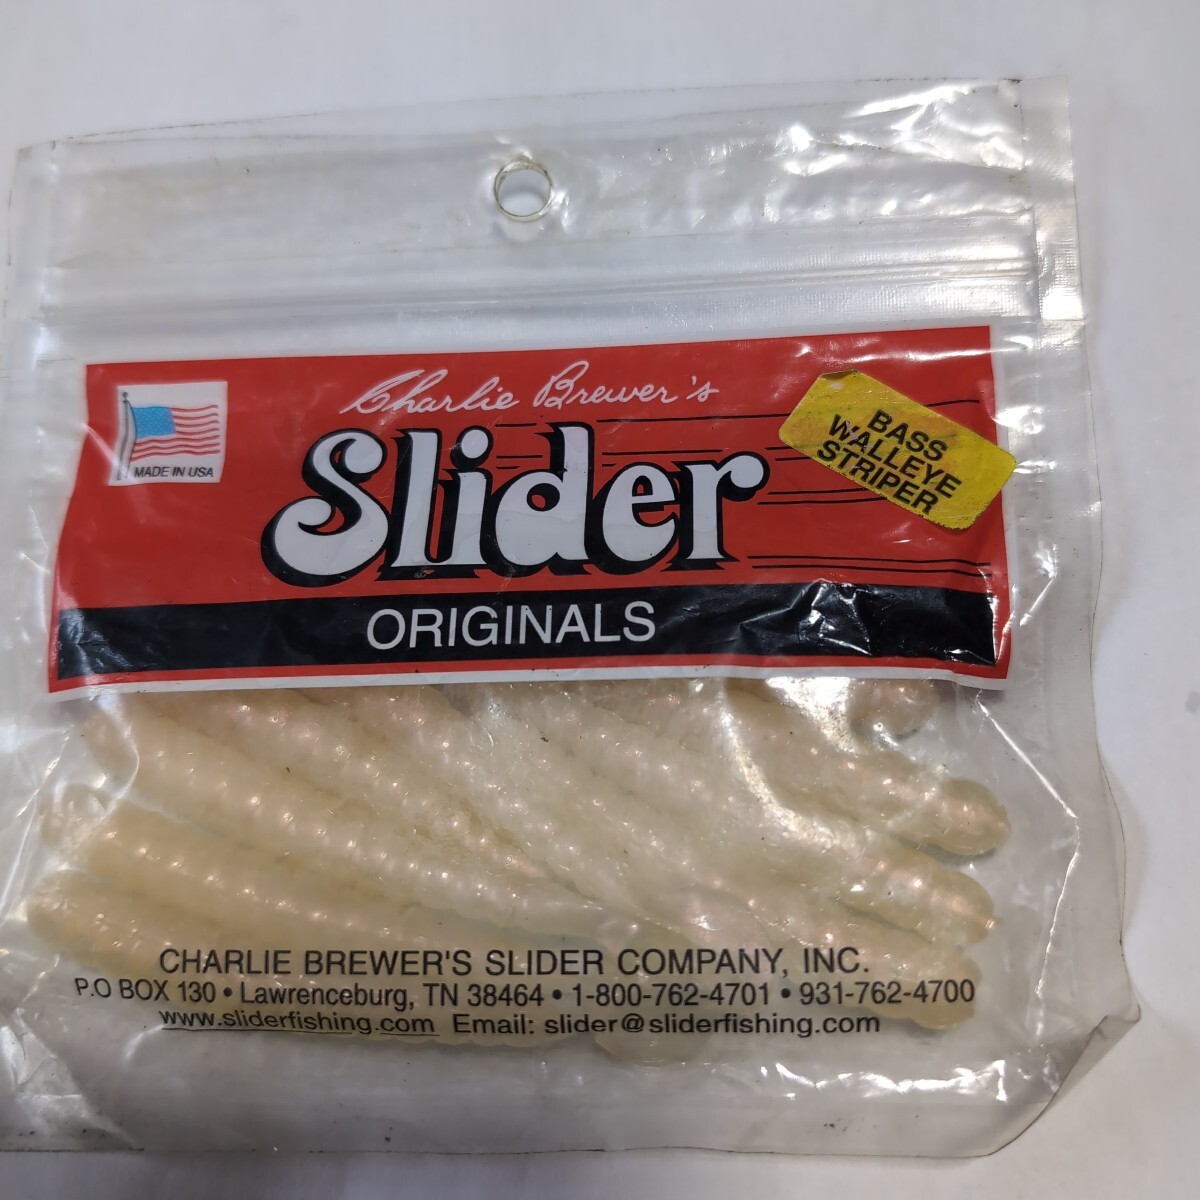 Charlie Brewer's
Slider
ORIGINALS
MADE IN USA
BASS
WALLEYE
STRIPER
CHARLIE BREWER'S SLIDER COMPANY, INC.
P.O BOX 130 • Lawrenceburg, TN 38464 • 1-800-762-4701 • 931-762-4700
www.sliderfishing.com Email: slider@sliderfishing.com